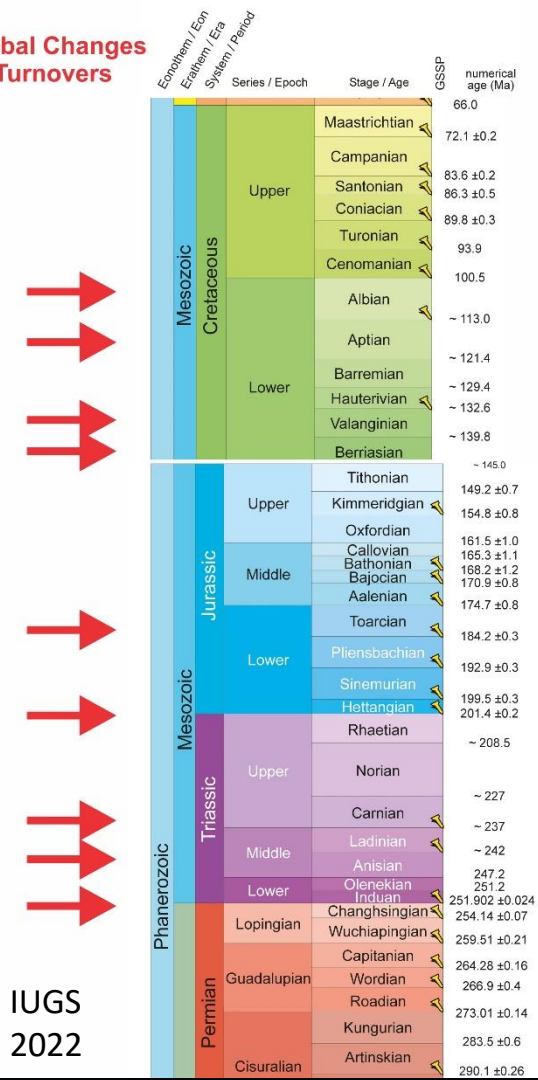 bal Changes
Turnovers
Eonothem / Eon
Erathem / Era
System / Period
Series / Epoch
Stage / Age
GSSP
numerical
age (Ma)
66.0
Maastrichtian
72.1 ±0.2
Campanian
83.6 ±0.2
Santonian
86.3 ±0.5
Coniacian
89.8 ±0.3
Turonian
93.9
Cenomanian
100.5
Upper
Albian
~ 113.0
Aptian
~ 121.4
Barremian
~ 129.4
Hauterivian
~ 132.6
Valanginian
~ 139.8
Berriasian
Lower
Cretaceous
Mesozoic
~ 145.0
Tithonian
149.2 ±0.7
Kimmeridgian
154.8 ±0.8
Oxfordian
161.5 ±1.0
Upper
Callovian
165.3 ±1.1
Bathonian
168.2 ±1.2
Bajocian
170.9 ±0.8
Aalenian
174.7 ±0.8
Middle
Toarcian
184.2 ±0.3
Pliensbachian
192.9 ±0.3
Sinemurian
199.5 ±0.3
Hettangian
201.4 ±0.2
Lower
Jurassic
Rhaetian
~ 208.5
Norian
~ 227
Carnian
~ 237
Upper
Ladinian
~ 242
Anisian
247.2
Middle
Olenekian
251.2
Induan
251.902 ±0.024
Lower
Triassic
Mesozoic
Changhsingian
254.14 ±0.07
Wuchiapingian
259.51 ±0.21
Lopingian
Capitanian
264.28 ±0.16
Wordian
266.9 ±0.4
Roadian
273.01 ±0.14
Guadalupian
Kungurian
283.5 ±0.6
Artinskian
290.1 ±0.26
Cisuralian
Permian
Phanerozoic
IUGS
2022